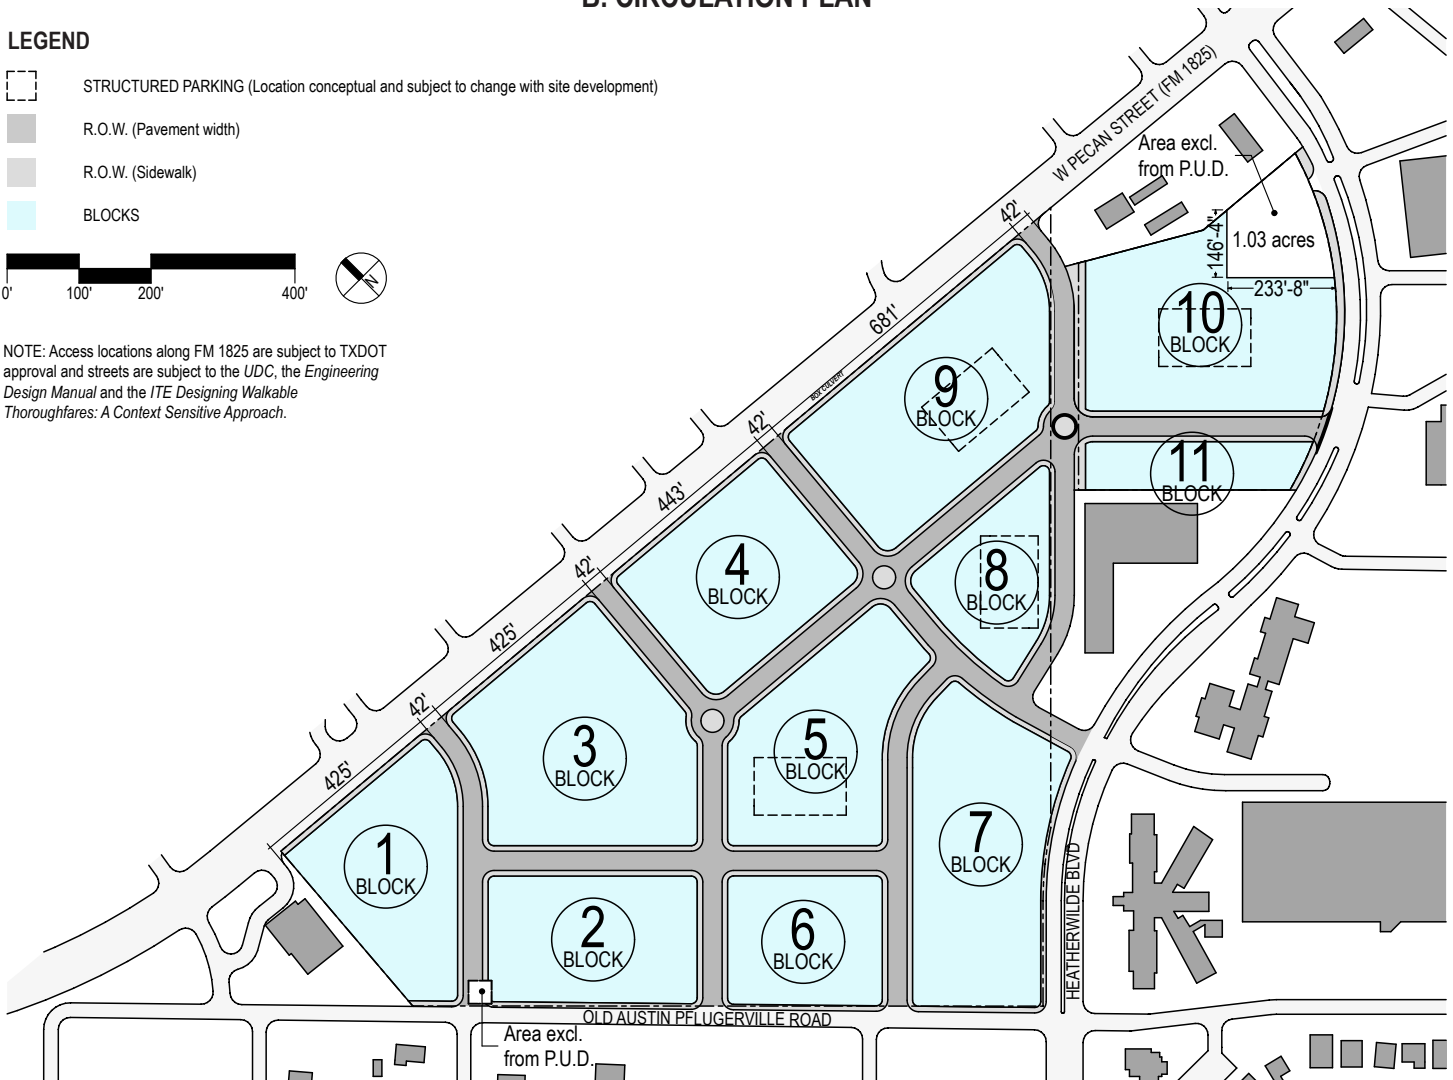 B. CIRCULATION PLAN
LEGEND
STRUCTURED PARKING (Location conceptual and subject to change with site development)
R.O.W. (Pavement width)
R.O.W. (Sidewalk)
BLOCKS
0' 100' 200' 400'
N
NOTE: Access locations along FM 1825 are subject to TXDOT
approval and streets are subject to the UDC, the Engineering
Design Manual and the ITE Designing Walkable
Thoroughfares: A Context Sensitive Approach.
W PECAN STREET (FM 1825)
Area excl.
from P.U.D.
1.03 acres
146'-4"
233'-8"
42'
681'
BOX CULVERT
42'
443'
42'
425'
42'
425'
10
BLOCK
9
BLOCK
11
BLOCK
4
BLOCK
8
BLOCK
3
BLOCK
5
BLOCK
7
BLOCK
1
BLOCK
2
BLOCK
6
BLOCK
HEATHERWILDE BLVD
OLD AUSTIN PFLUGERVILLE ROAD
Area excl.
from P.U.D.